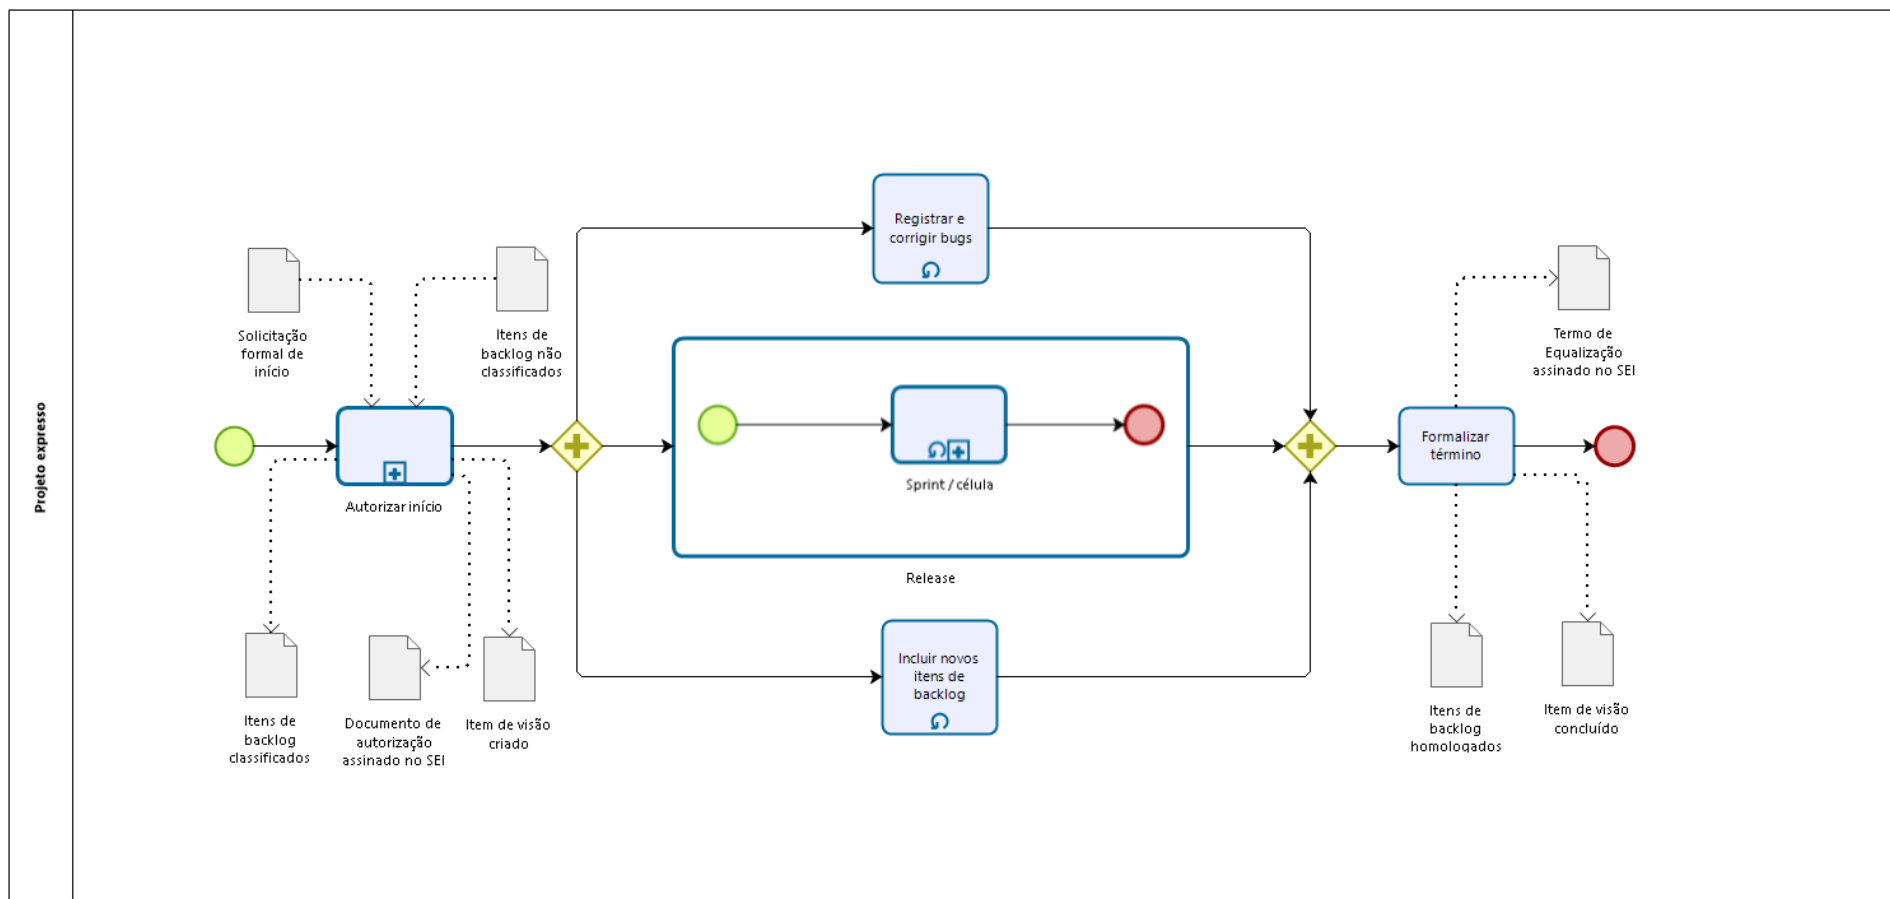 Projeto expresso
Solicitação
formal de
início
Itens de
backlog não
classificados
Autorizar início
Itens de
backlog
classificados
Documento de
autorização
assinado no SEI
Item de visão
criado
Registrar e
corrigir bugs
Sprint / célula
Release
Incluir novos
itens de
backlog
Formalizar
término
Termo de
Equalização
assinado no SEI
Itens de
backlog
homologados
Item de visão
concluído